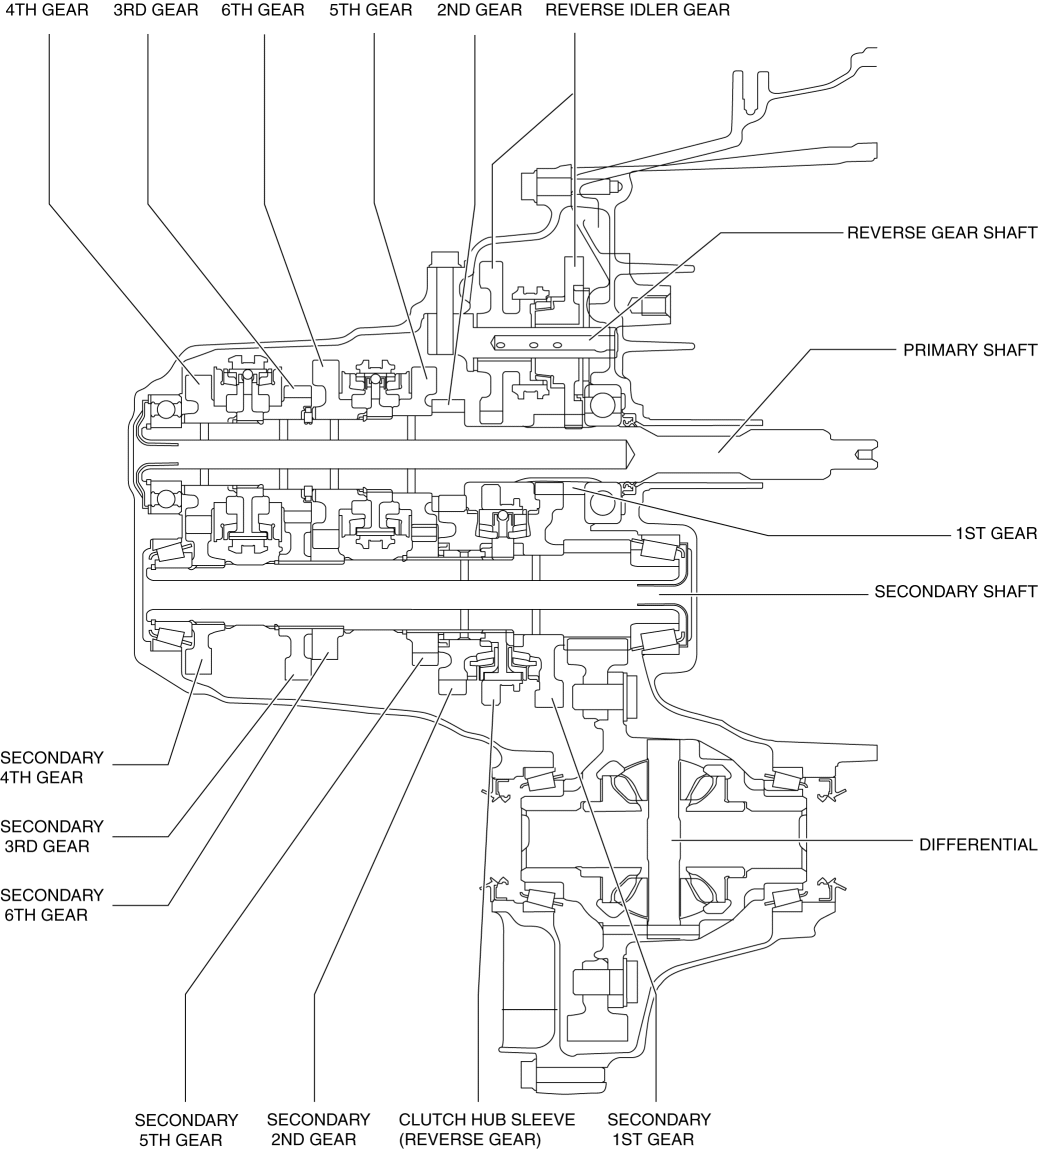 4TH GEAR
3RD GEAR
6TH GEAR
5TH GEAR
2ND GEAR
REVERSE IDLER GEAR
REVERSE GEAR SHAFT
PRIMARY SHAFT
1ST GEAR
SECONDARY SHAFT
SECONDARY
4TH GEAR
SECONDARY
3RD GEAR
DIFFERENTIAL
SECONDARY
6TH GEAR
SECONDARY
5TH GEAR
SECONDARY
2ND GEAR
CLUTCH HUB SLEEVE
(REVERSE GEAR)
SECONDARY
1ST GEAR